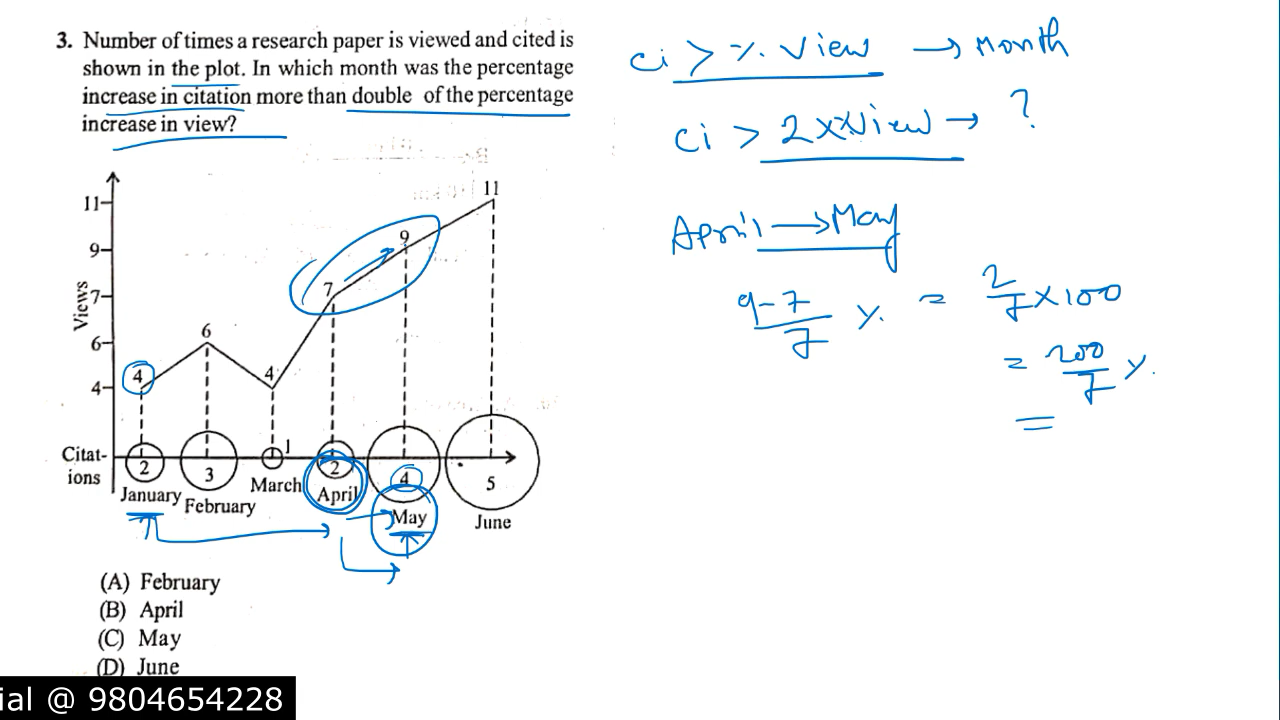 3. Number of times a research paper is viewed and cited is
shown in the plot. In which month was the percentage
increase in citation more than double of the percentage
increase in view?
11
9
7
6
4
Views
4
6
4
7
9
11
Citat-
ions
2
3
1
2
4
5
January
February
March
April
May
June
(A) February
(B) April
(C) May
(D) June
ial @ 9804654228
Ci > % View → Month
Ci > 2 x View → ?
April → May
9-7/7 % = 2/7 × 100
= 200/7 %
=